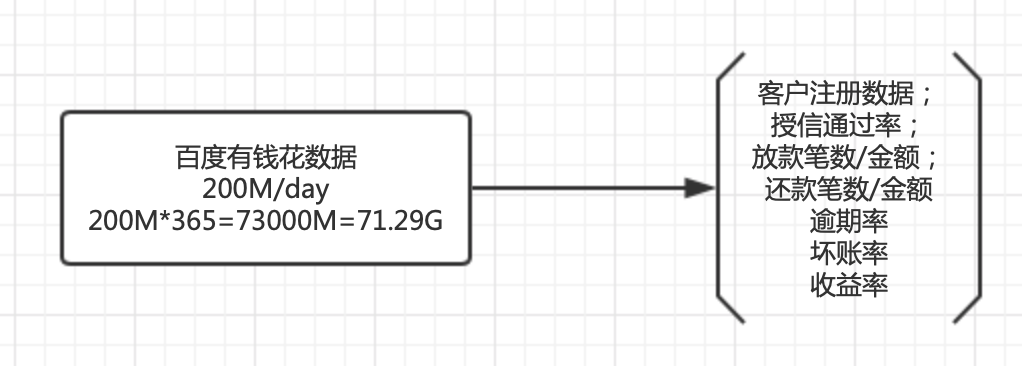 百度有钱花数据
200M/day
200M*365=73000M=71.29G
客户注册数据；
授信通过率；
放款笔数/金额；
还款笔数/金额
逾期率
坏账率
收益率